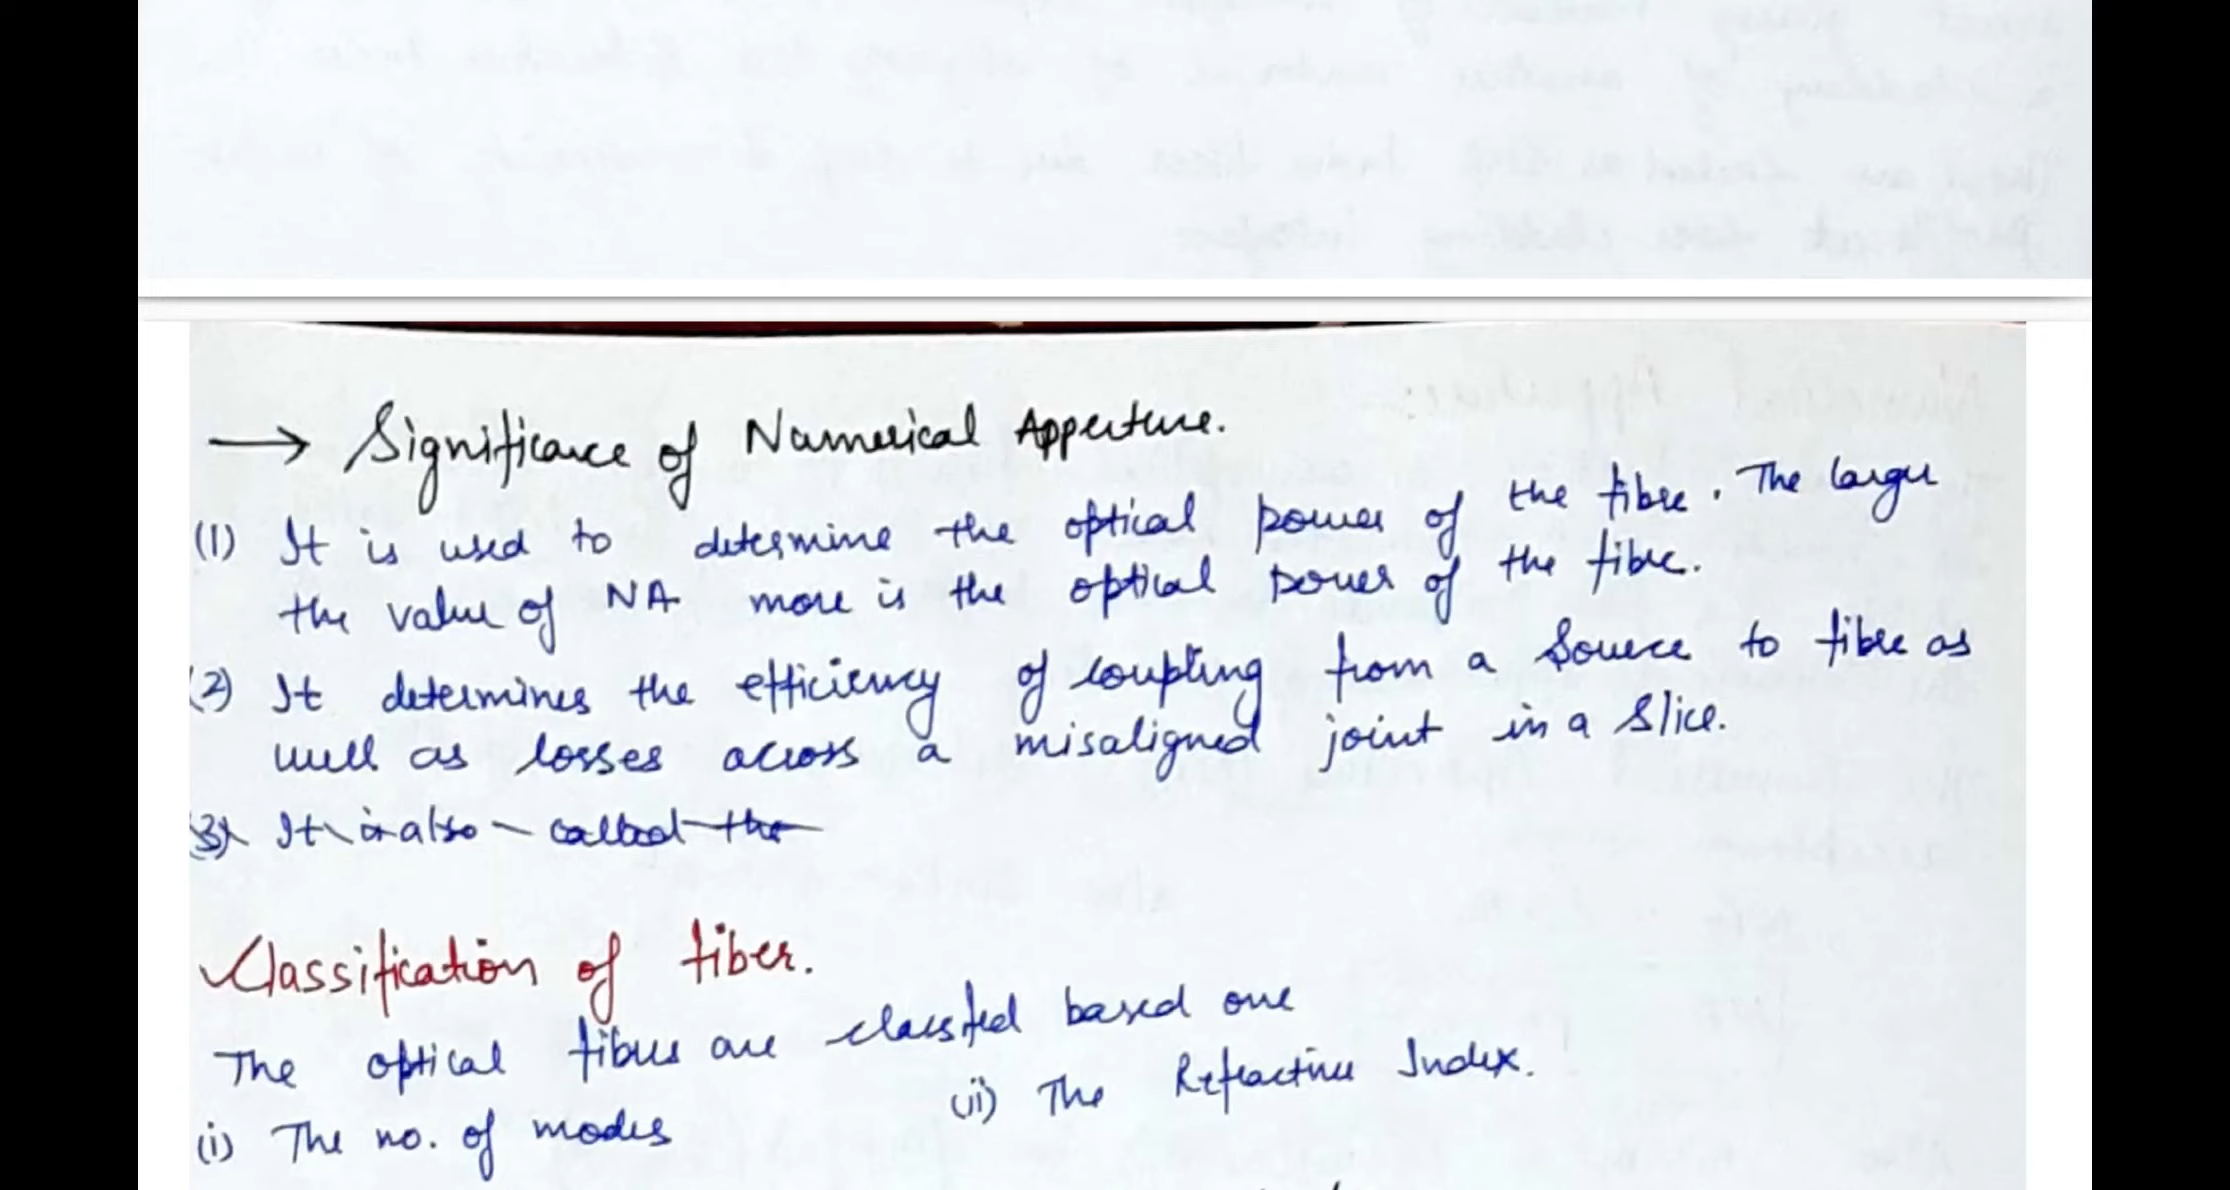 → Significance of Numerical Apperture.
(1) It is used to determine the optical power of the fibre. The larger
the value of NA more is the optical power of the fibre.
(2) It determines the efficiency of coupling from a source to fibre as
well as losses across a misaligned joint in a slice.
(3) It is also called the
Classification of fiber.
The optical fibres are classfied based one
(i) The no. of modes (ii) The Refractive Index.